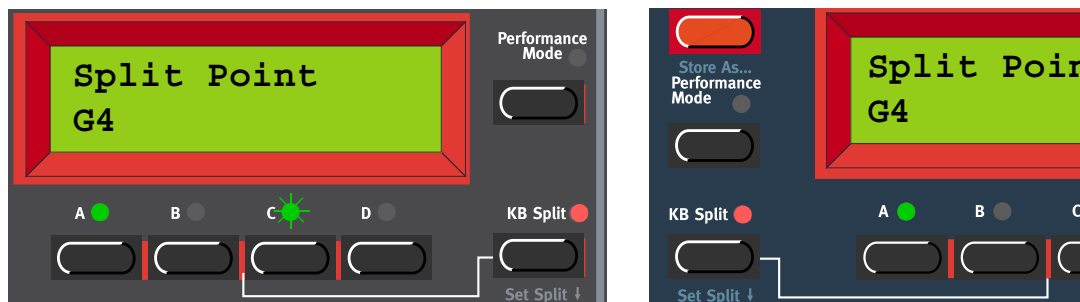 Split Point
G4
Performance
Mode
A
B
C
D
KB Split
Set Split ↓
Store As...
Performance
Mode
KB Split
Set Split ↓
Split Poin
G4
A
B
C